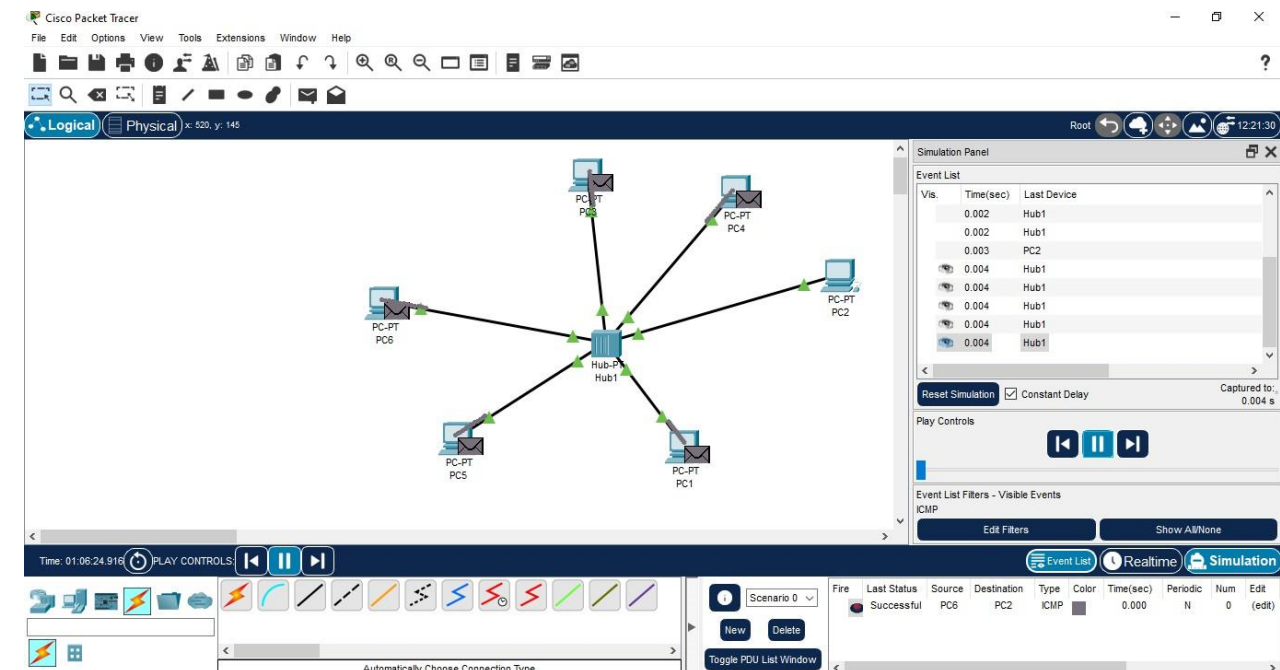 Cisco Packet Tracer
File Edit Options View Tools Extensions Window Help
?
Logical Physical x: 520, y: 145 Root 12:21:30
Simulation Panel
Event List
Vis. Time(sec) Last Device
0.002 Hub1
0.002 Hub1
0.003 PC2
0.004 Hub1
0.004 Hub1
0.004 Hub1
0.004 Hub1
0.004 Hub1
Reset Simulation Constant Delay Captured to:
0.004 s
Play Controls
Event List Filters - Visible Events
ICMP
Edit Filters Show All/None
PC-PT
PC3
PC-PT
PC4
PC-PT
PC2
PC-PT
PC6
Hub-PT
Hub1
PC-PT
PC5
PC-PT
PC1
Time: 01:06:24.916 PLAY CONTROLS: Event List Realtime Simulation
Scenario 0
New Delete
Toggle PDU List Window
Fire Last Status Source Destination Type Color Time(sec) Periodic Num Edit
Successful PC6 PC2 ICMP 0.000 N 0 (edit)
Automatically Choose Connection Type